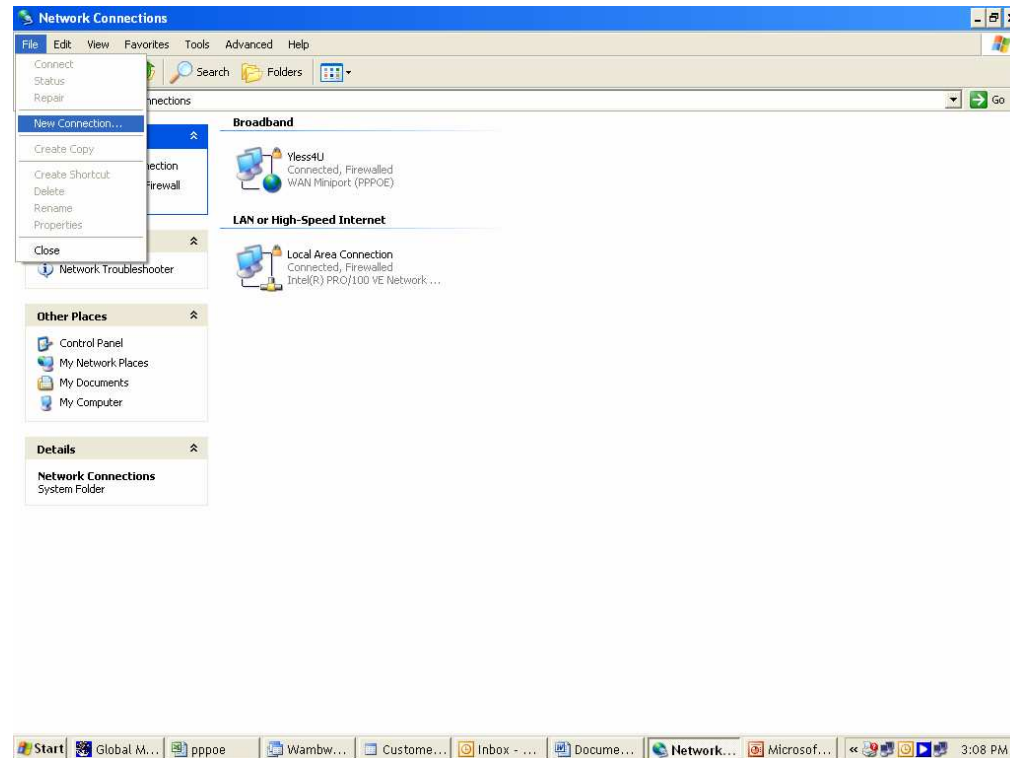 Network Connections
File Edit View Favorites Tools Advanced Help
Search Folders
Go
Connect
Status
Repair
New Connection...
Create Copy
Create Shortcut
Delete
Rename
Properties
Close
Network Troubleshooter
Other Places
Control Panel
My Network Places
My Documents
My Computer
Details
Network Connections
System Folder
Broadband
Yless4U
Connected, Firewalled
WAN Miniport (PPPOE)
LAN or High-Speed Internet
Local Area Connection
Connected, Firewalled
Intel(R) PRO/100 VE Network ...
Start Global M... pppoe Wambw... Custome... Inbox - ... Docume... Network... Microsof... « 3:08 PM